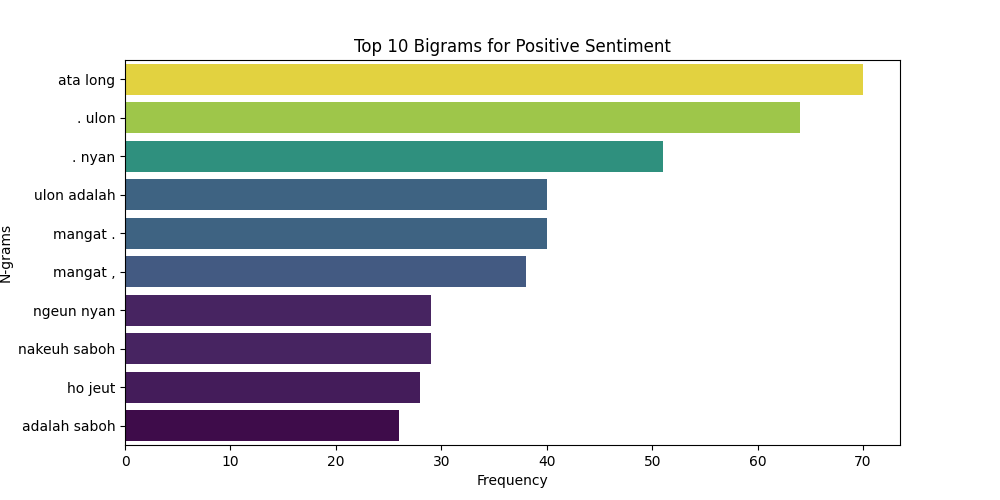 Top 10 Bigrams for Positive Sentiment
ata long
. ulon
. nyan
ulon adalah
mangat .
mangat ,
ngeun nyan
nakeuh saboh
ho jeut
adalah saboh
N-grams
0 10 20 30 40 50 60 70
Frequency